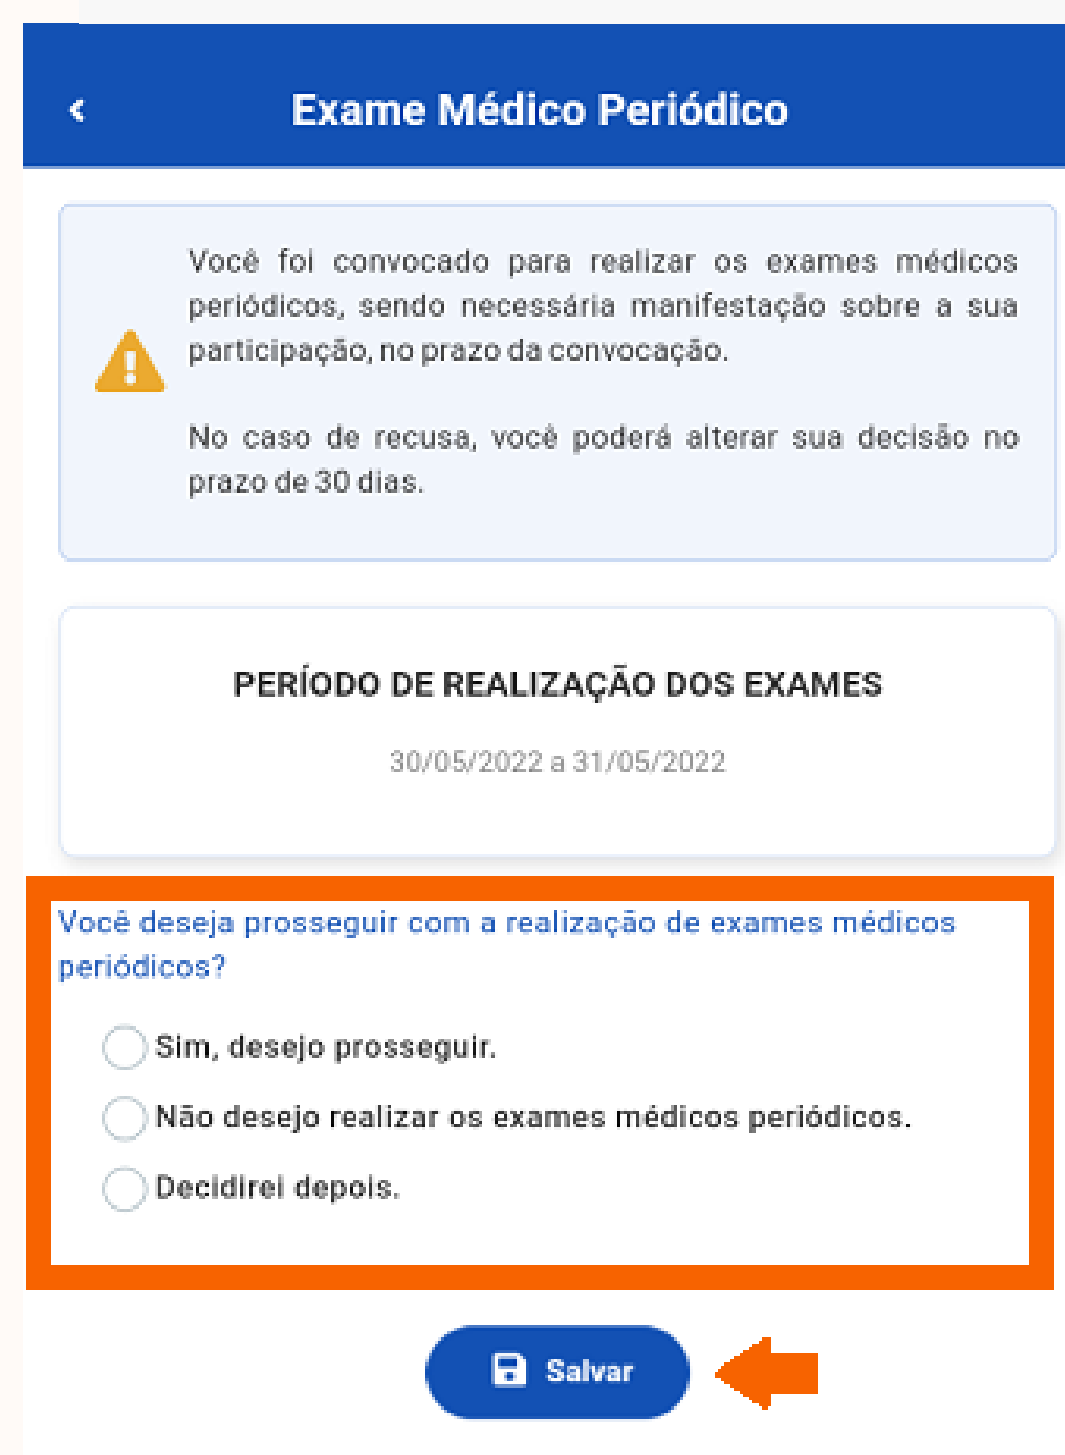 Exame Médico Periódico
Você foi convocado para realizar os exames médicos
periódicos, sendo necessária manifestação sobre a sua
participação, no prazo da convocação.
No caso de recusa, você poderá alterar sua decisão no
prazo de 30 dias.
PERÍODO DE REALIZAÇÃO DOS EXAMES
30/05/2022 a 31/05/2022
Você deseja prosseguir com a realização de exames médicos
periódicos?
Sim, desejo prosseguir.
Não desejo realizar os exames médicos periódicos.
Decidirei depois.
Salvar